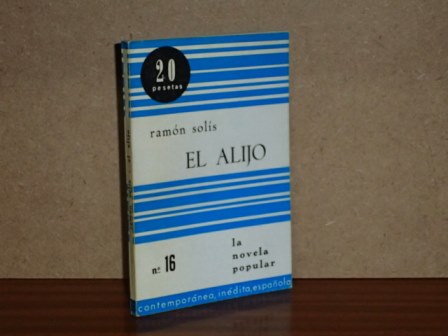 20
pesetas
ramón solís
EL ALIJO
nº 16
la
novela
popular
contemporánea, inédita, española